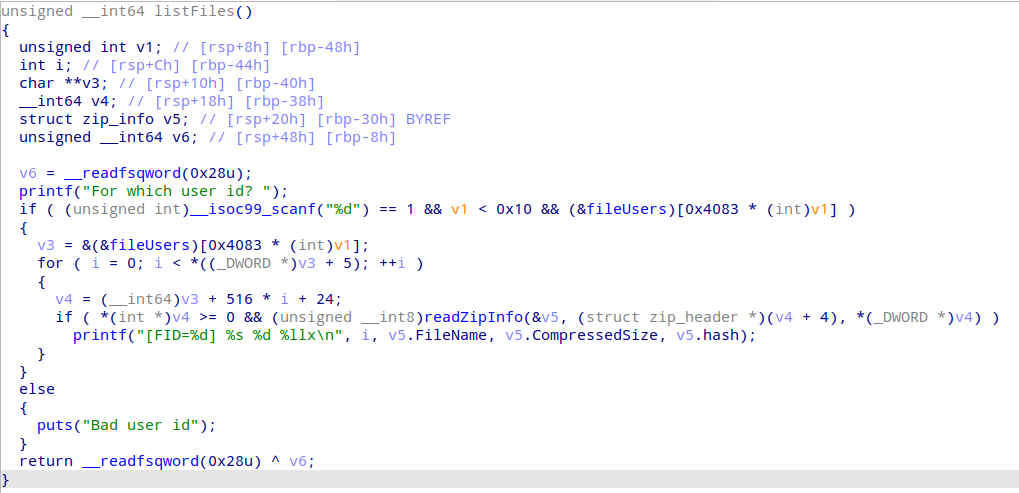 unsigned __int64 listFiles()
{
  unsigned int v1; // [rsp+8h] [rbp-48h]
  int i; // [rsp+Ch] [rbp-44h]
  char **v3; // [rsp+10h] [rbp-40h]
  __int64 v4; // [rsp+18h] [rbp-38h]
  struct zip_info v5; // [rsp+20h] [rbp-30h] BYREF
  unsigned __int64 v6; // [rsp+48h] [rbp-8h]

  v6 = __readfsqword(0x28u);
  printf("For which user id? ");
  if ( (unsigned int)__isoc99_scanf("%d") == 1 && v1 < 0x10 && (&fileUsers)[0x4083 * (int)v1] )
  {
    v3 = &(&fileUsers)[0x4083 * (int)v1];
    for ( i = 0; i < *((_DWORD *)v3 + 5); ++i )
    {
      v4 = (__int64)v3 + 516 * i + 24;
      if ( *(int *)v4 >= 0 && (unsigned __int8)readZipInfo(&v5, (struct zip_header *)(v4 + 4), *(_DWORD *)v4) )
        printf("[FID=%d] %s %d %llx\n", i, v5.FileName, v5.CompressedSize, v5.hash);
    }
  }
  else
  {
    puts("Bad user id");
  }
  return __readfsqword(0x28u) ^ v6;
}